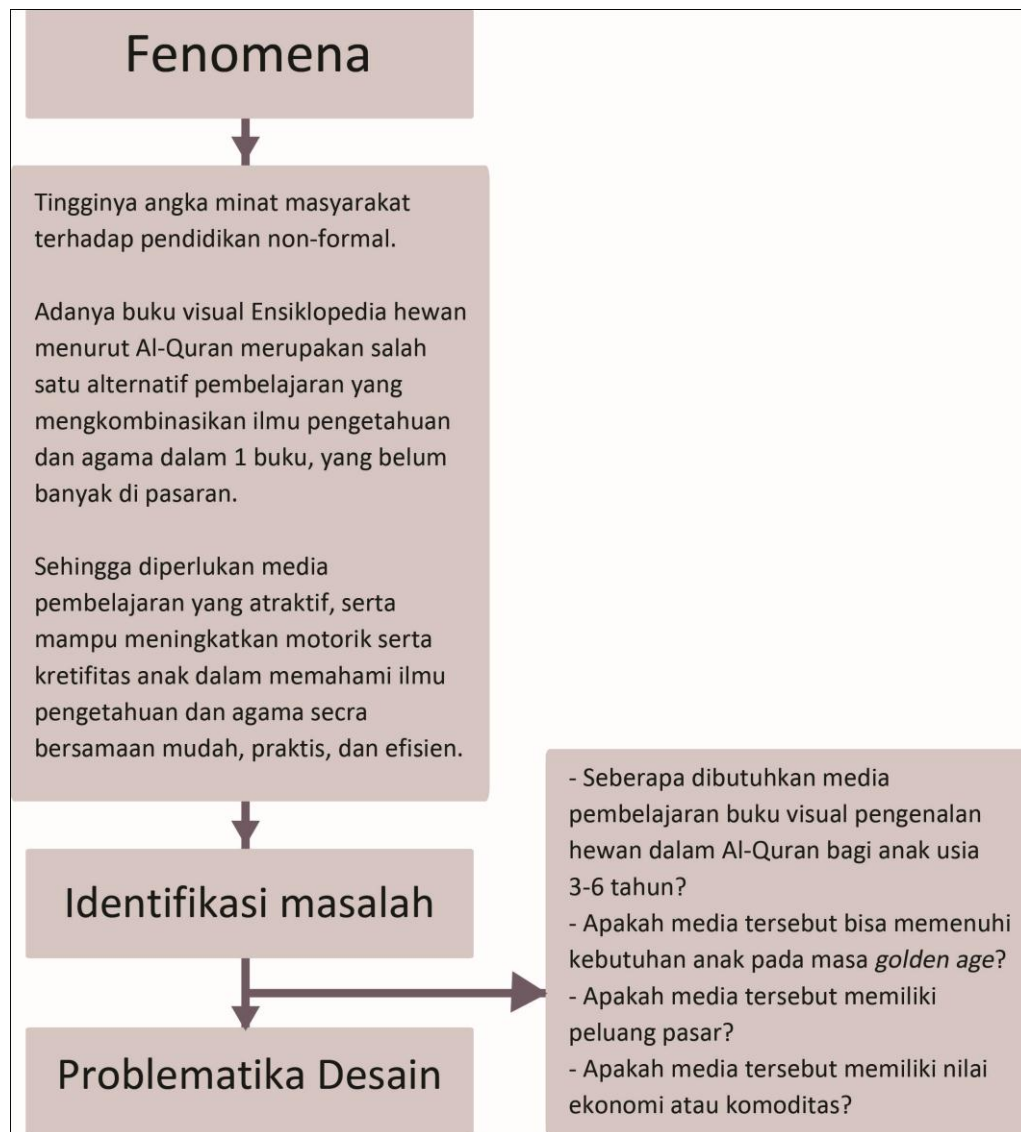 Fenomena
Tingginya angka minat masyarakat
terhadap pendidikan non-formal.
Adanya buku visual Ensiklopedia hewan
menurut Al-Quran merupakan salah
satu alternatif pembelajaran yang
mengkombinasikan ilmu pengetahuan
dan agama dalam 1 buku, yang belum
banyak di pasaran.
Sehingga diperlukan media
pembelajaran yang atraktif, serta
mampu meningkatkan motorik serta
kretifitas anak dalam memahami ilmu
pengetahuan dan agama secra
bersamaan mudah, praktis, dan efisien.
Identifikasi masalah
- Seberapa dibutuhkan media
pembelajaran buku visual pengenalan
hewan dalam Al-Quran bagi anak usia
3-6 tahun?
- Apakah media tersebut bisa memenuhi
kebutuhan anak pada masa golden age?
- Apakah media tersebut memiliki
peluang pasar?
- Apakah media tersebut memiliki nilai
ekonomi atau komoditas?
Problematika Desain